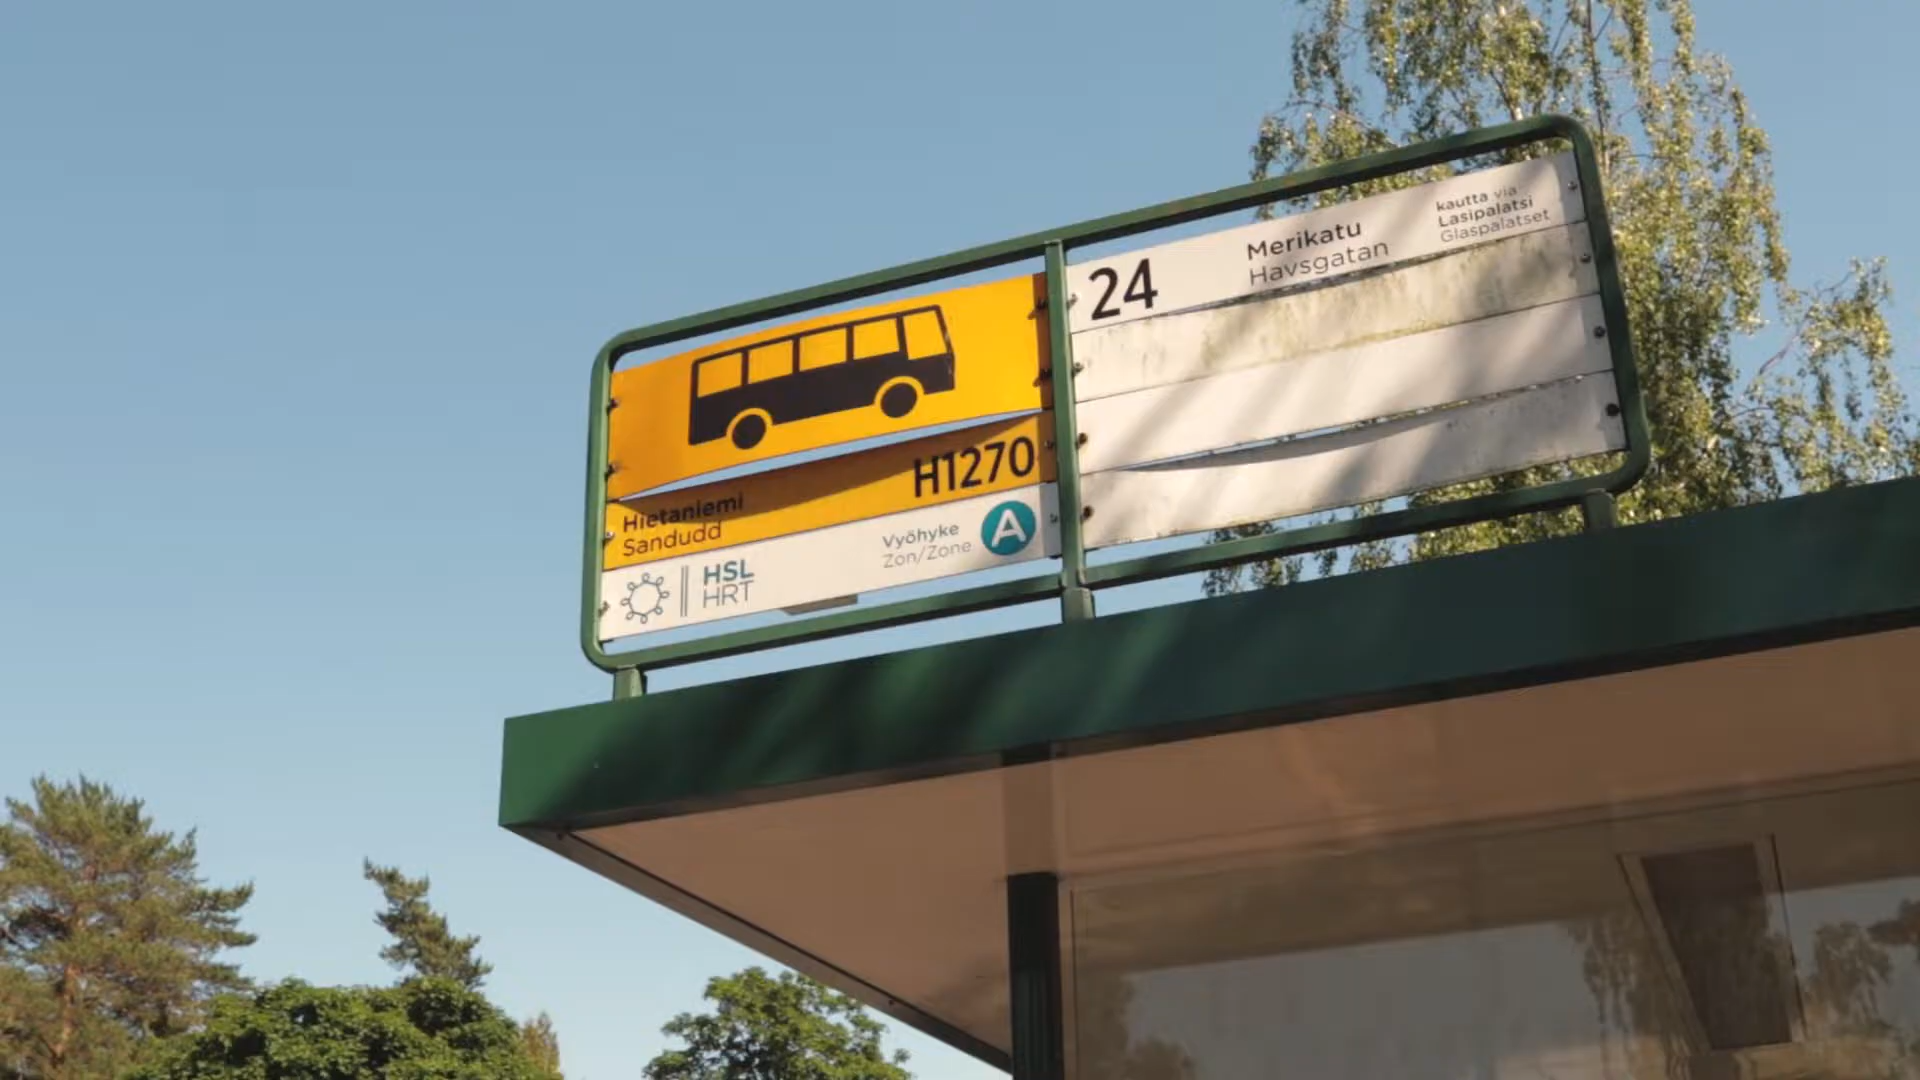 24
Merikatu
Havsgatan
kautta via
Lasipalatsi
Glaspalatset
H1270
Hietaniemi
Sandudd
Vyöhyke
Zon/Zone
A
HSL
HRT